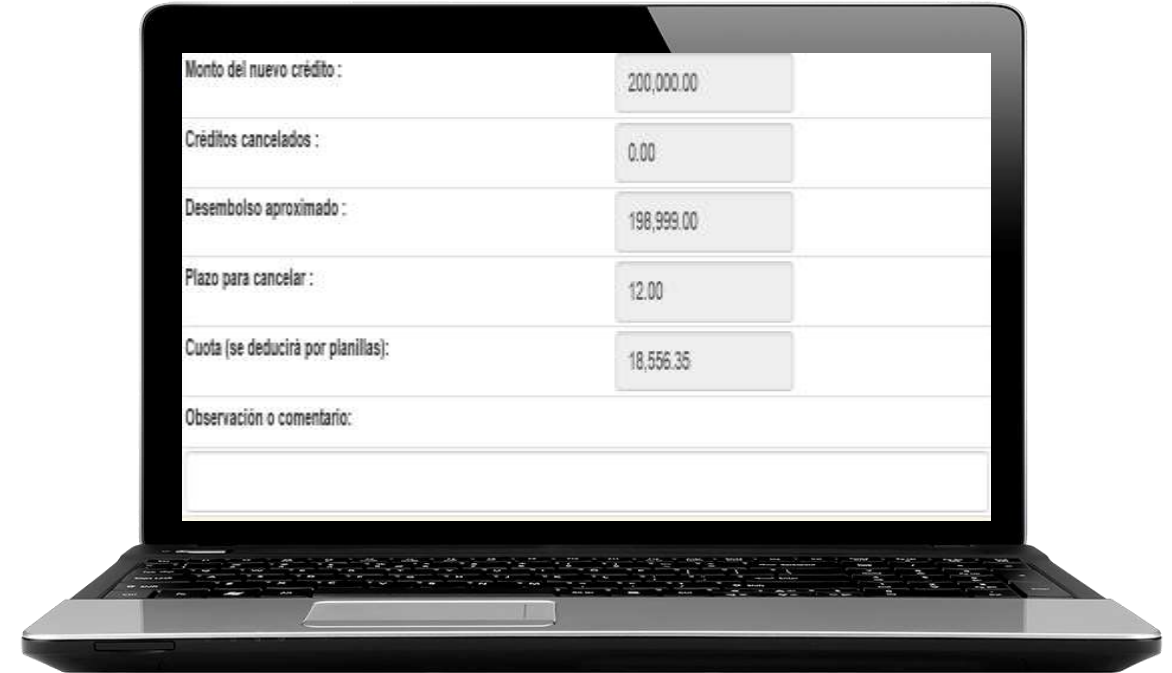 Monto del nuevo crédito :
200,000.00
Créditos cancelados :
0.00
Desembolso aproximado :
198,999.00
Plazo para cancelar :
12.00
Cuota (se deducirá por planillas):
18,556.35
Observación o comentario: